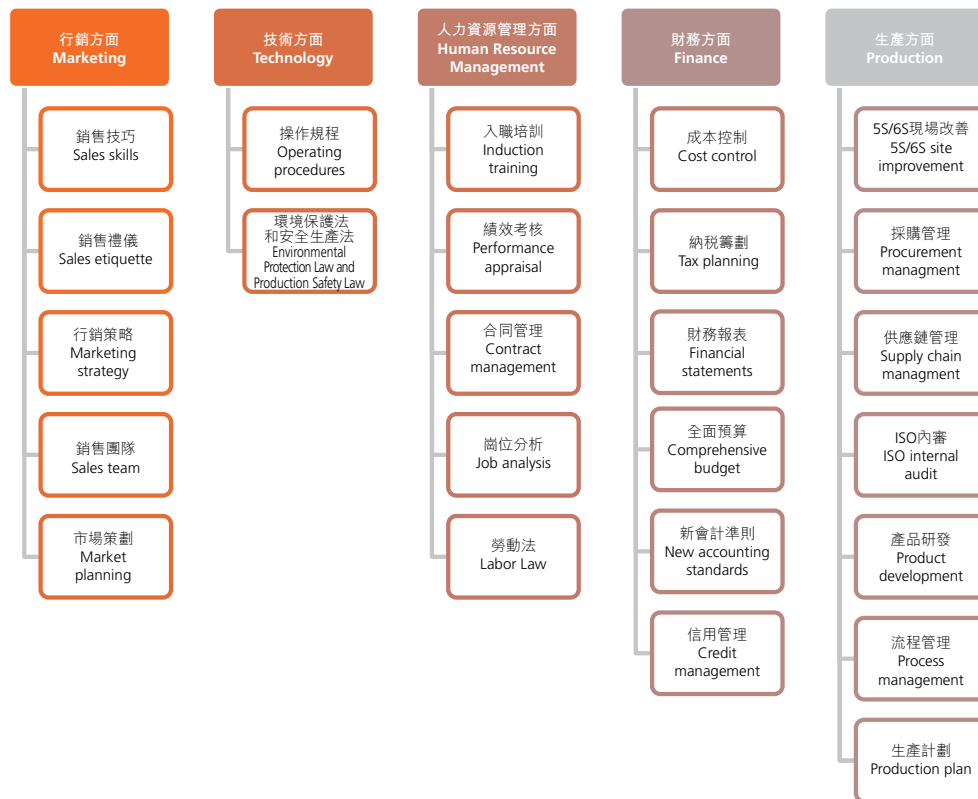 行銷方面
Marketing
銷售技巧
Sales skills
銷售禮儀
Sales etiquette
行銷策略
Marketing
strategy
銷售團隊
Sales team
市場策劃
Market
planning
技術方面
Technology
操作規程
Operating
procedures
環境保護法
和安全生產法
Environmental
Protection Law and
Production Safety Law
人力資源管理方面
Human Resource
Management
入職培訓
Induction
training
績效考核
Performance
appraisal
合同管理
Contract
management
崗位分析
Job analysis
勞動法
Labor Law
財務方面
Finance
成本控制
Cost control
納稅籌劃
Tax planning
財務報表
Financial
statements
全面預算
Comprehensive
budget
新會計準則
New accounting
standards
信用管理
Credit
management
生產方面
Production
5S/6S現場改善
5S/6S site
improvement
採購管理
Procurement
managment
供應鏈管理
Supply chain
managment
ISO內審
ISO internal
audit
產品研發
Product
development
流程管理
Process
management
生產計劃
Production plan